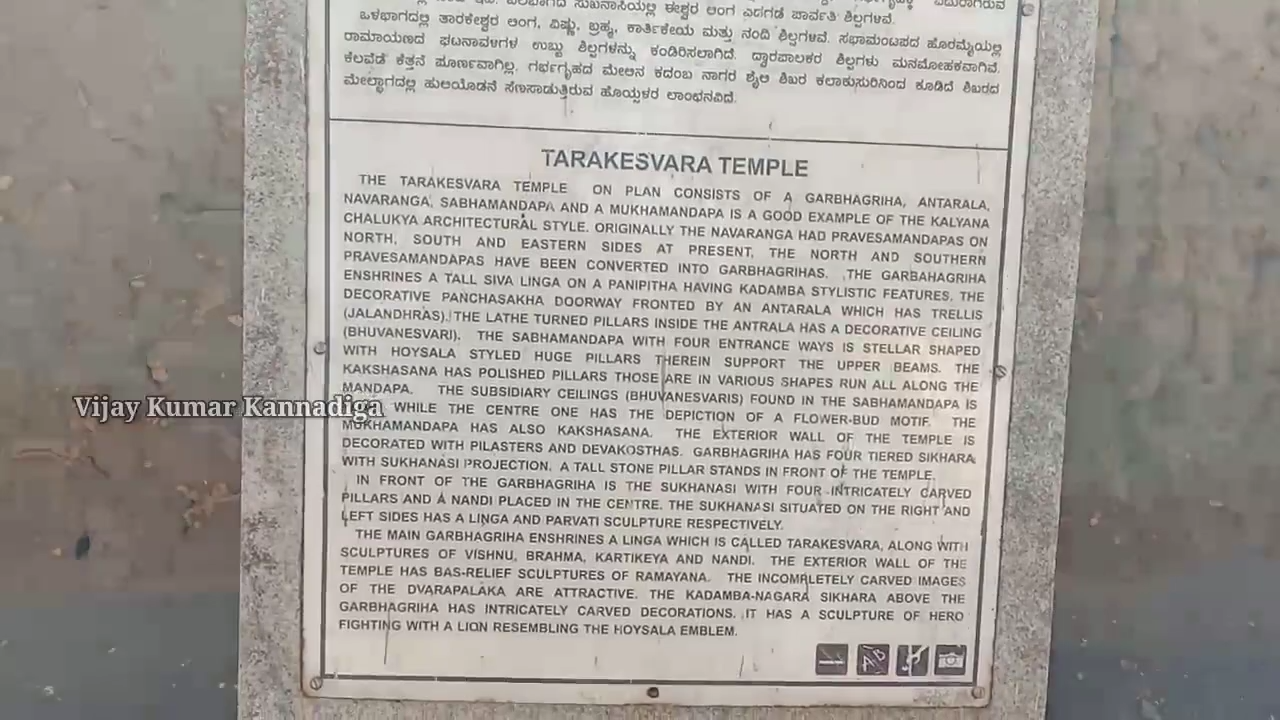 ಒಳಭಾಗದಲ್ಲಿ ತಾರಕೇಶ್ವರ ಲಿಂಗ, ವಿಷ್ಣು, ಬ್ರಹ್ಮ, ಕಾರ್ತಿಕೇಯ ಮತ್ತು ನಂದಿ ಶಿಲ್ಪಗಳಿವೆ. ಸಭಾಮಂಟಪದ ಹೊರಮೈಯಲ್ಲಿ
ರಾಮಾಯಣದ ಘಟನಾವಳಿಗಳ ಉಬ್ಬು ಶಿಲ್ಪಗಳನ್ನು ಕಂಡಿರಿಸಲಾಗಿದೆ. ದ್ವಾರಪಾಲಕರ ಶಿಲ್ಪಗಳು ಮನಮೋಹಕವಾಗಿವೆ.
ಕೆಲವೆಡೆ ಕೆತ್ತನೆ ಪೂರ್ಣವಾಗಿಲ್ಲ. ಗರ್ಭಗೃಹದ ಮೇಲಿನ ಕದಂಬ ನಾಗರ ಶೈಲಿ ಶಿಖರ ಕಲಾಕುಸುರಿನಿಂದ ಕೂಡಿದೆ ಶಿಖರದ
ಮೇಲ್ಭಾಗದಲ್ಲಿ ಹುಲಿಯೊಡನೆ ಸೆಣಸಾಡುತ್ತಿರುವ ಹೊಯ್ಸಳರ ಲಾಂಛನವಿದೆ.
TARAKESVARA TEMPLE
THE TARAKESVARA TEMPLE ON PLAN CONSISTS OF A GARBHAGRIHA, ANTARALA,
NAVARANGA, SABHAMANDAPA AND A MUKHAMANDAPA IS A GOOD EXAMPLE OF THE KALYANA
CHALUKYA ARCHITECTURAL STYLE. ORIGINALLY THE NAVARANGA HAD PRAVESAMANDAPAS ON
NORTH, SOUTH AND EASTERN SIDES AT PRESENT, THE NORTH AND SOUTHERN
PRAVESAMANDAPAS HAVE BEEN CONVERTED INTO GARBHAGRIHAS. THE GARBAHAGRIHA
ENSHRINES A TALL SIVA LINGA ON A PANIPITHA HAVING KADAMBA STYLISTIC FEATURES. THE
DECORATIVE PANCHASAKHA DOORWAY FRONTED BY AN ANTARALA WHICH HAS TRELLIS
(JALANDHRAS). THE LATHE TURNED PILLARS INSIDE THE ANTRALA HAS A DECORATIVE CEILING
(BHUVANESVARI). THE SABHAMANDAPA WITH FOUR ENTRANCE WAYS IS STELLAR SHAPED
WITH HOYSALA STYLED HUGE PILLARS THEREIN SUPPORT THE UPPER BEAMS. THE
KAKSHASANA HAS POLISHED PILLARS THOSE ARE IN VARIOUS SHAPES RUN ALL ALONG THE
MANDAPA. THE SUBSIDIARY CEILINGS (BHUVANESVARIS) FOUND IN THE SABHAMANDAPA IS
WHILE THE CENTRE ONE HAS THE DEPICTION OF A FLOWER-BUD MOTIF. THE
MUKHAMANDAPA HAS ALSO KAKSHASANA. THE EXTERIOR WALL OF THE TEMPLE IS
DECORATED WITH PILASTERS AND DEVAKOSTHAS. GARBHAGRIHA HAS FOUR TIERED SIKHARA
WITH SUKHANASI PROJECTION. A TALL STONE PILLAR STANDS IN FRONT OF THE TEMPLE.
IN FRONT OF THE GARBHAGRIHA IS THE SUKHANASI WITH FOUR INTRICATELY CARVED
PILLARS AND A NANDI PLACED IN THE CENTRE. THE SUKHANASI SITUATED ON THE RIGHT AND
LEFT SIDES HAS A LINGA AND PARVATI SCULPTURE RESPECTIVELY.
THE MAIN GARBHAGRIHA ENSHRINES A LINGA WHICH IS CALLED TARAKESVARA, ALONG WITH
SCULPTURES OF VISHNU, BRAHMA, KARTIKEYA AND NANDI. THE EXTERIOR WALL OF THE
TEMPLE HAS BAS-RELIEF SCULPTURES OF RAMAYANA. THE INCOMPLETELY CARVED IMAGES
OF THE DVARAPALAKA ARE ATTRACTIVE. THE KADAMBA-NAGARA SIKHARA ABOVE THE
GARBHAGRIHA HAS INTRICATELY CARVED DECORATIONS. IT HAS A SCULPTURE OF HERO
FIGHTING WITH A LION RESEMBLING THE HOYSALA EMBLEM.
Vijay Kumar Kannadiga